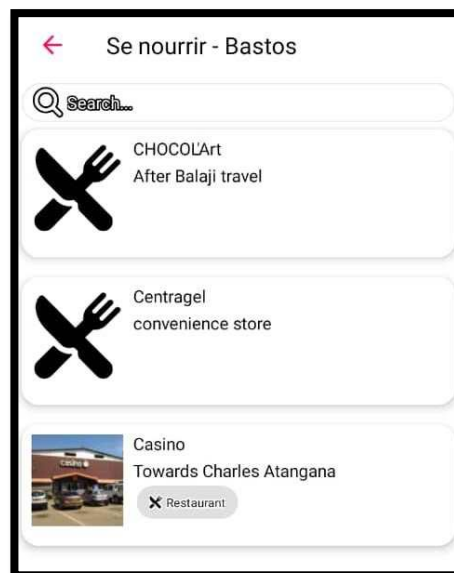 Se nourrir - Bastos
Search...
CHOCOL'Art
After Balaji travel
Centragel
convenience store
Casino
Towards Charles Atangana
Restaurant